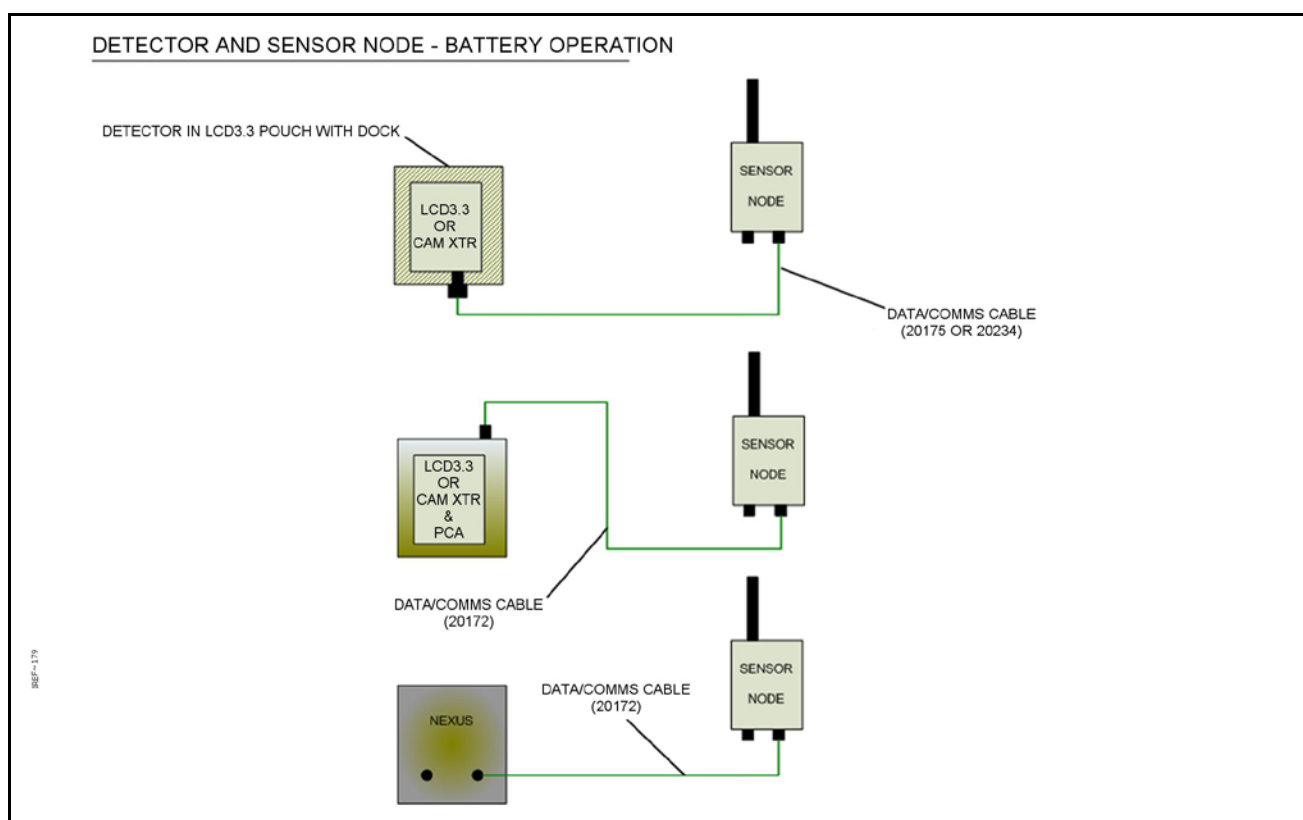 DETECTOR AND SENSOR NODE - BATTERY OPERATION
DETECTOR IN LCD3.3 POUCH WITH DOCK
LCD3.3
OR
CAM XTR
SENSOR
NODE
DATA/COMMS CABLE
(20175 OR 20234)
LCD3.3
OR
CAM XTR
&
PCA
SENSOR
NODE
DATA/COMMS CABLE
(20172)
NEXUS
DATA/COMMS CABLE
(20172)
SENSOR
NODE